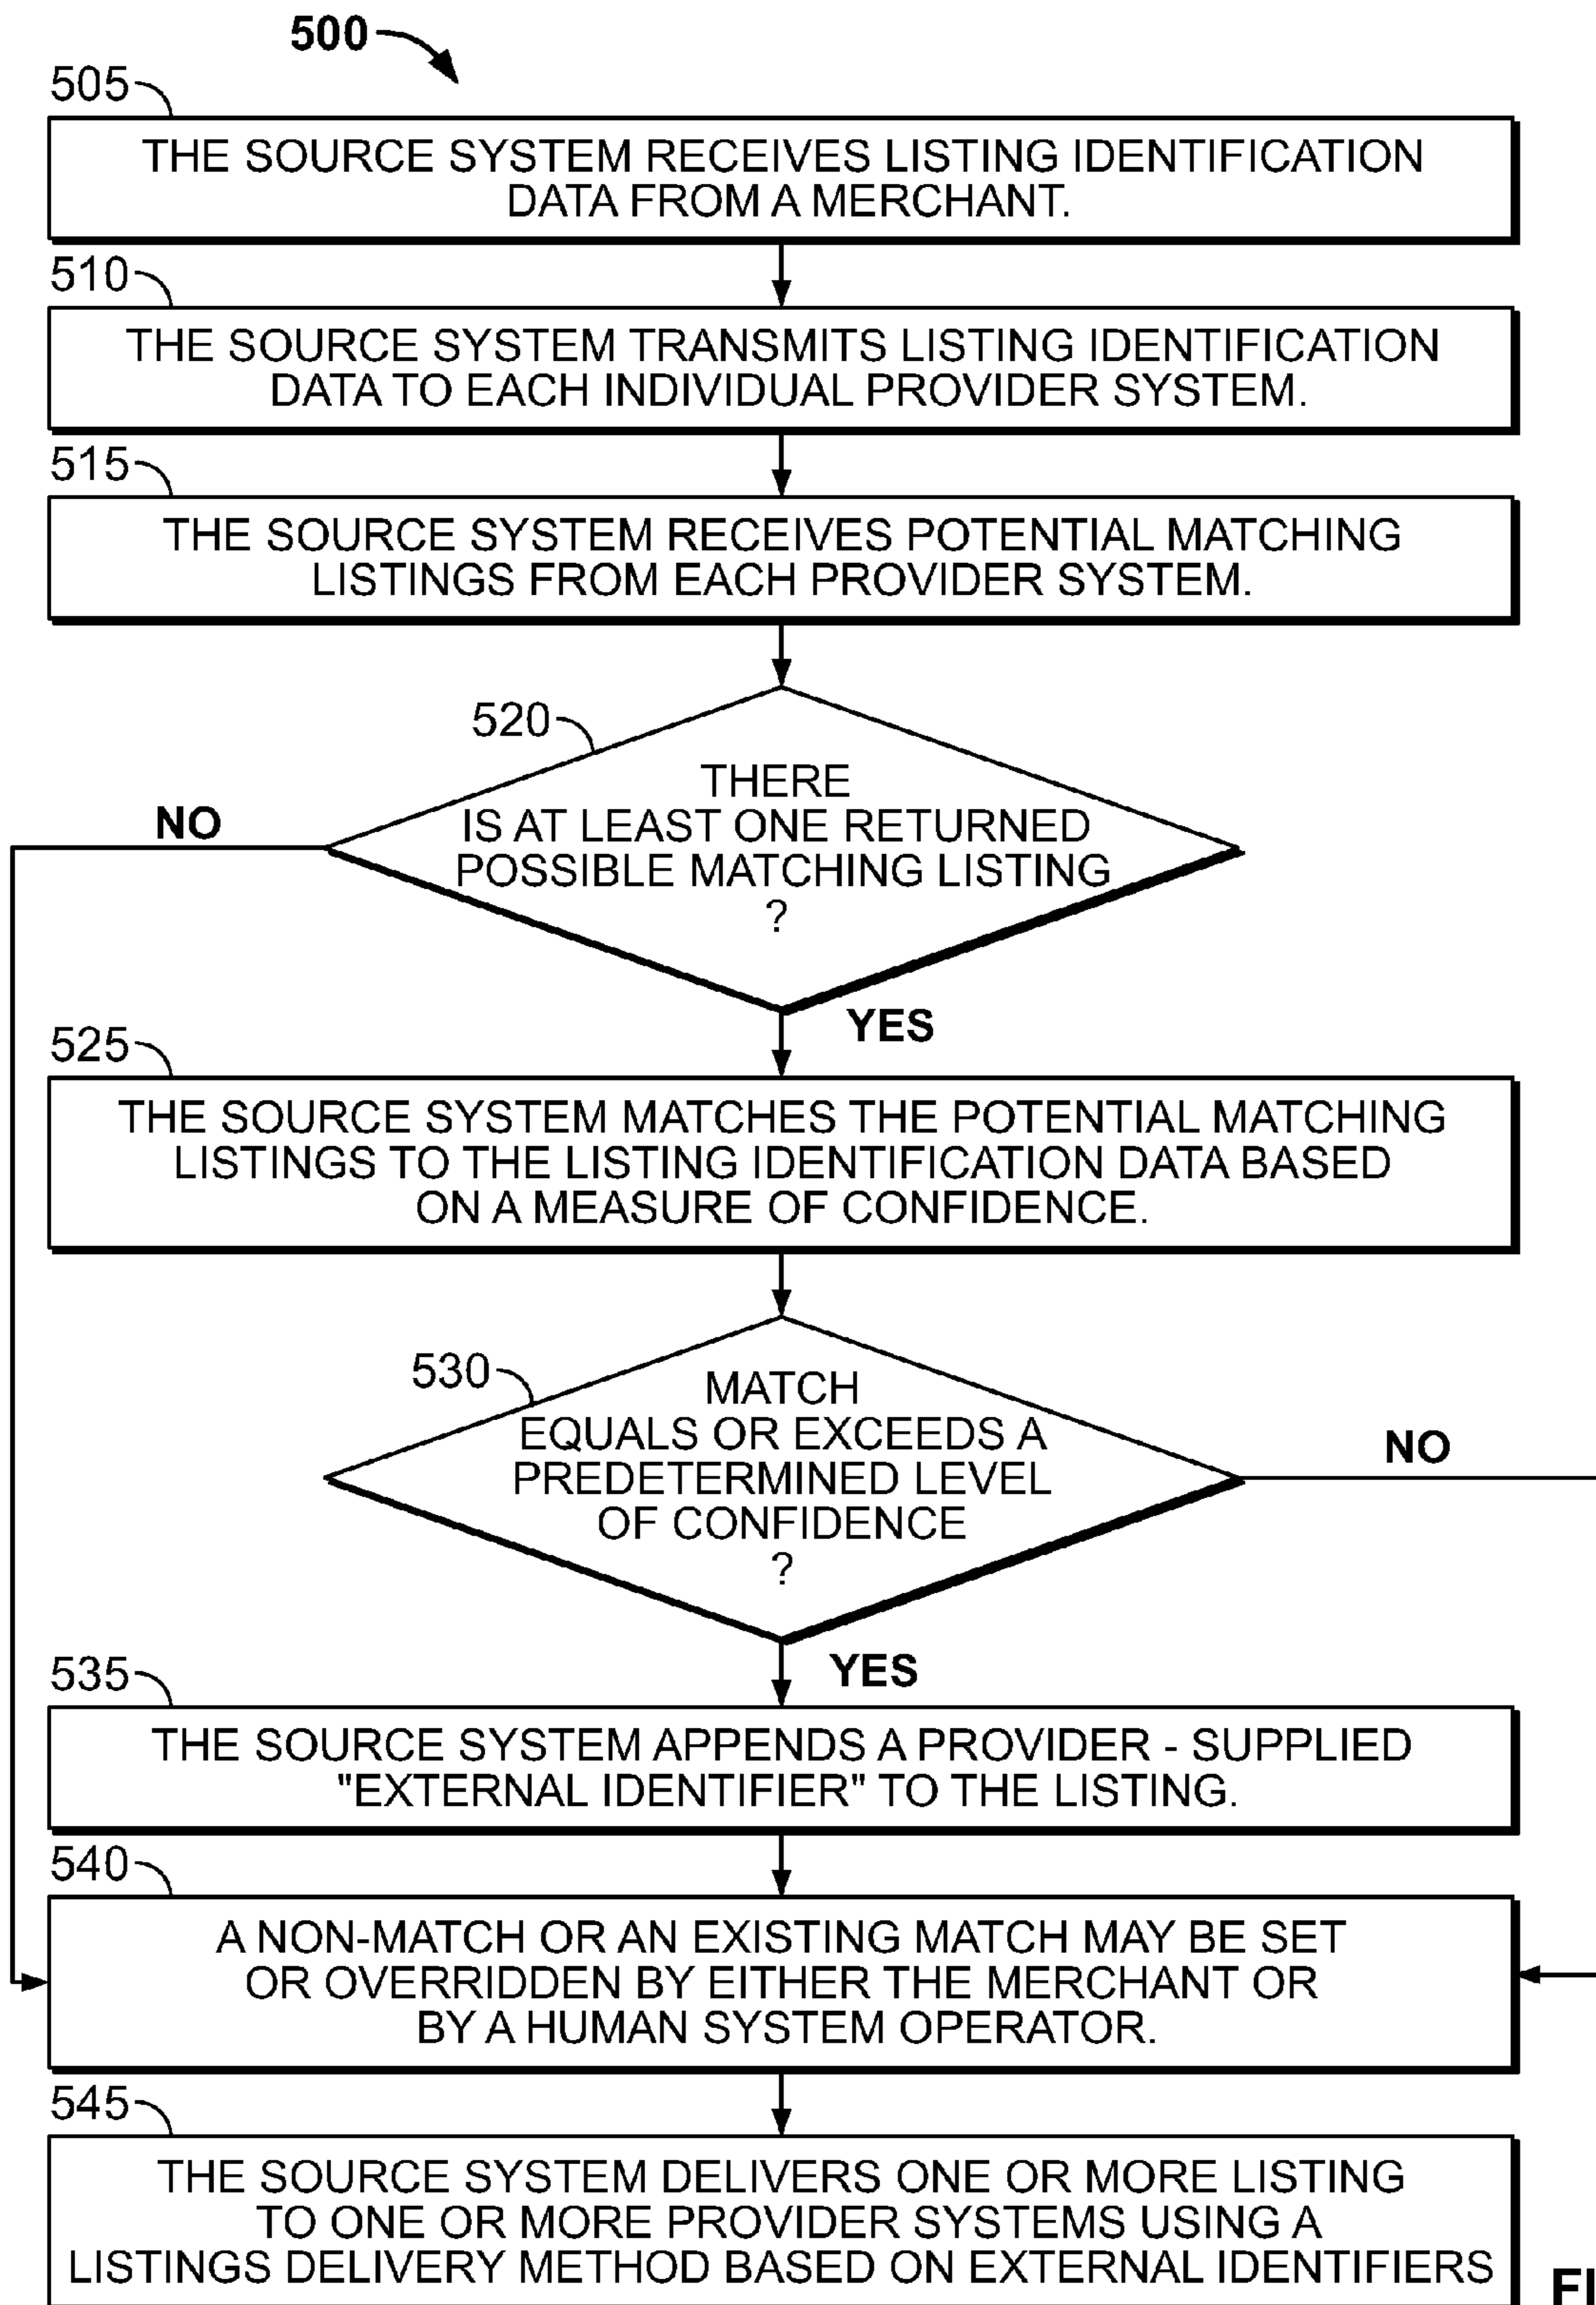 500
505
THE SOURCE SYSTEM RECEIVES LISTING IDENTIFICATION
DATA FROM A MERCHANT.
510
THE SOURCE SYSTEM TRANSMITS LISTING IDENTIFICATION
DATA TO EACH INDIVIDUAL PROVIDER SYSTEM.
515
THE SOURCE SYSTEM RECEIVES POTENTIAL MATCHING
LISTINGS FROM EACH PROVIDER SYSTEM.
520
THERE
IS AT LEAST ONE RETURNED
POSSIBLE MATCHING LISTING
?
NO
YES
525
THE SOURCE SYSTEM MATCHES THE POTENTIAL MATCHING
LISTINGS TO THE LISTING IDENTIFICATION DATA BASED
ON A MEASURE OF CONFIDENCE.
530
MATCH
EQUALS OR EXCEEDS A
PREDETERMINED LEVEL
OF CONFIDENCE
?
NO
YES
535
THE SOURCE SYSTEM APPENDS A PROVIDER - SUPPLIED
"EXTERNAL IDENTIFIER" TO THE LISTING.
540
A NON-MATCH OR AN EXISTING MATCH MAY BE SET
OR OVERRIDDEN BY EITHER THE MERCHANT OR
BY A HUMAN SYSTEM OPERATOR.
545
THE SOURCE SYSTEM DELIVERS ONE OR MORE LISTING
TO ONE OR MORE PROVIDER SYSTEMS USING A
LISTINGS DELIVERY METHOD BASED ON EXTERNAL IDENTIFIERS